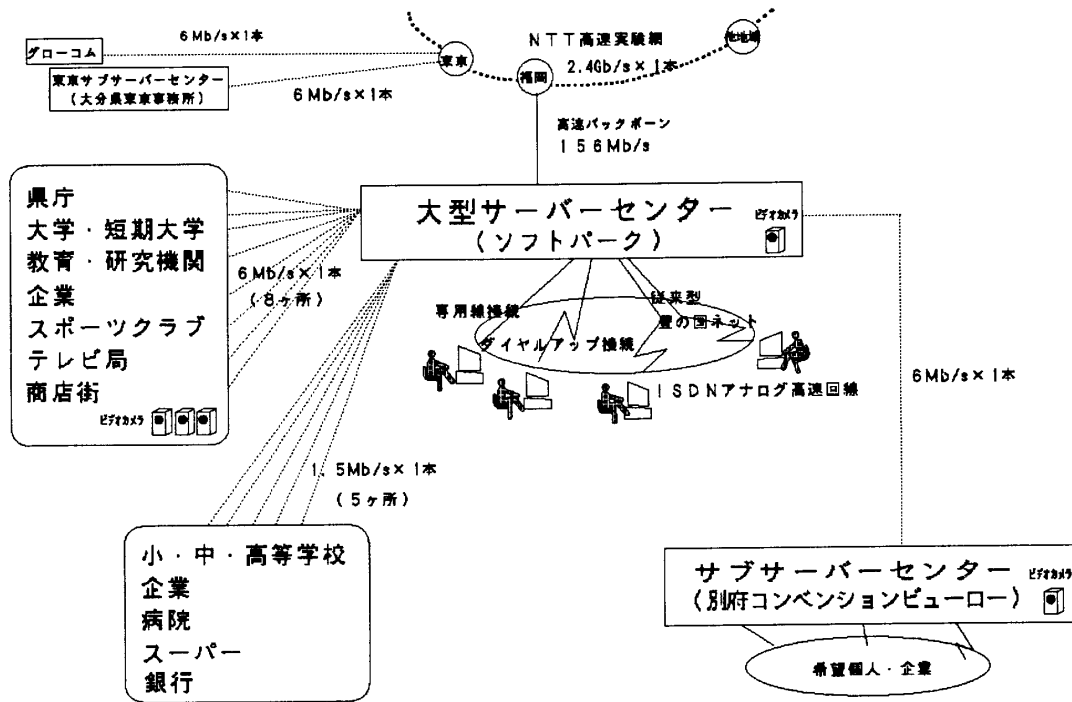 6Mb/s×1本
グローコム
東京サブサーバーセンター
(大分県東京事務所)
6Mb/s×1本
東京
NTT高速実験網
2.4Gb/s×1本
福岡
他地域
高速バックボーン
156Mb/s
県庁
大学・短期大学
教育・研究機関
企業
スポーツクラブ
テレビ局
商店街
ビデオカメラ
6Mb/s×1本
(8ヶ所)
大型サーバーセンター
(ソフトパーク)
ビデオカメラ
専用線接続
従来型
豊の国ネット
ダイヤルアップ接続
ISDNアナログ高速回線
6Mb/s×1本
1.5Mb/s×1本
(5ヶ所)
小・中・高等学校
企業
病院
スーパー
銀行
サブサーバーセンター
(別府コンベンションビューロー)
ビデオカメラ
希望個人・企業